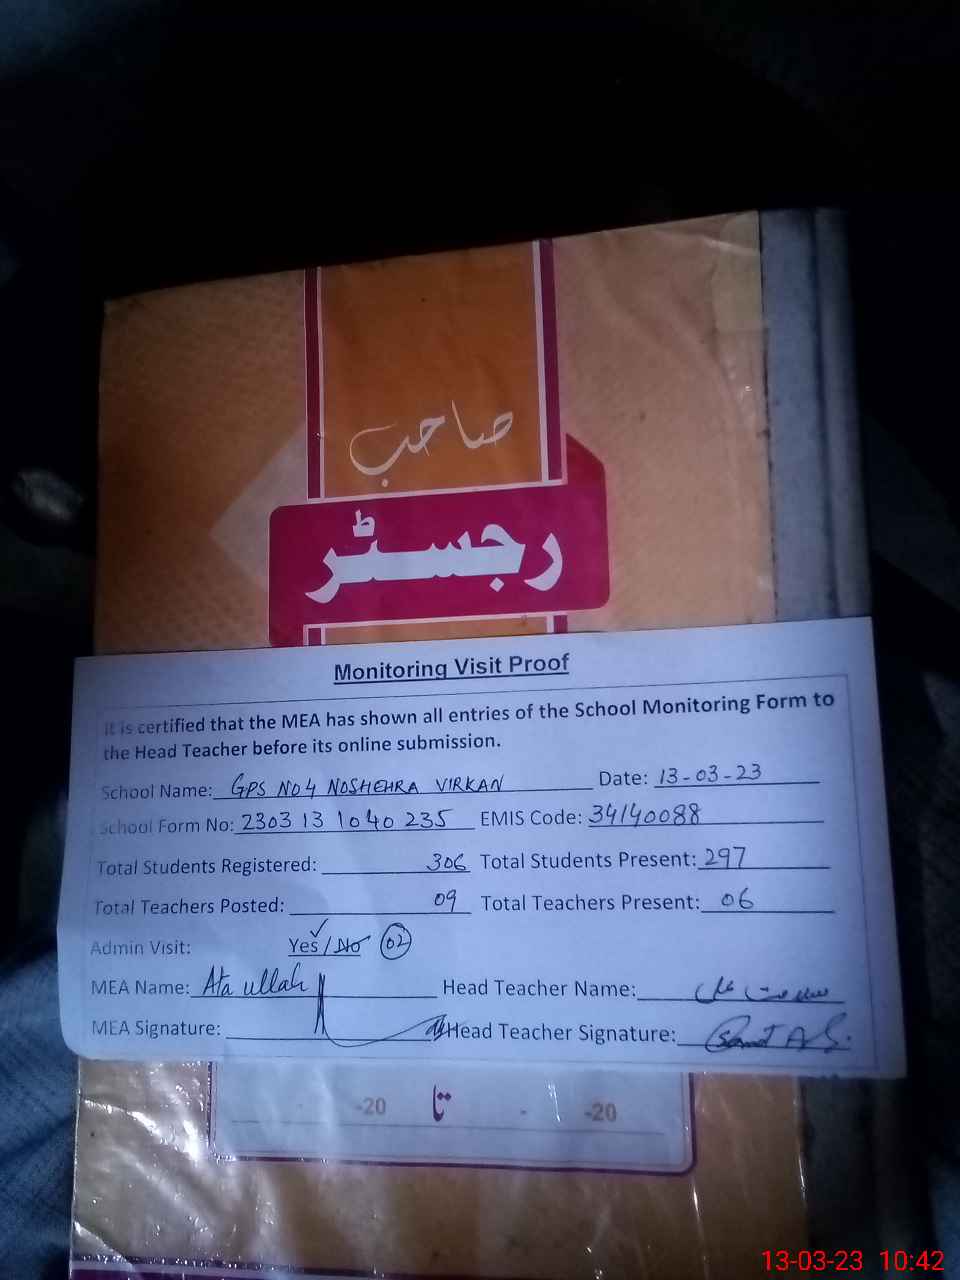 صاحب
رجسٹر
Monitoring Visit Proof
It is certified that the MEA has shown all entries of the School Monitoring Form to
the Head Teacher before its online submission.
School Name: GPS NO 4 NOSHEHRA VIRKAN Date: 13-03-23
School Form No: 2303 13 1040 235 EMIS Code: 34140088
Total Students Registered: 306 Total Students Present: 297
Total Teachers Posted: 09 Total Teachers Present: 06
Admin Visit: Yes / No 02
MEA Name: Ata ullah Head Teacher Name:
MEA Signature: Head Teacher Signature:
-20 تا - -20
13-03-23 10:42